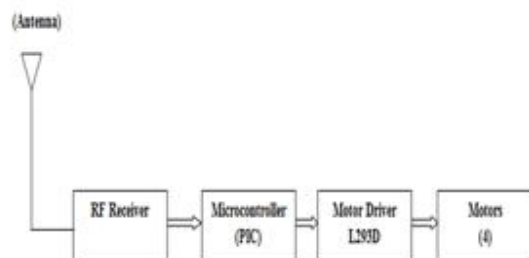 (Antenna)
RF Receiver
Microcontroller
(PIC)
Motor Driver
L293D
Motors
(4)